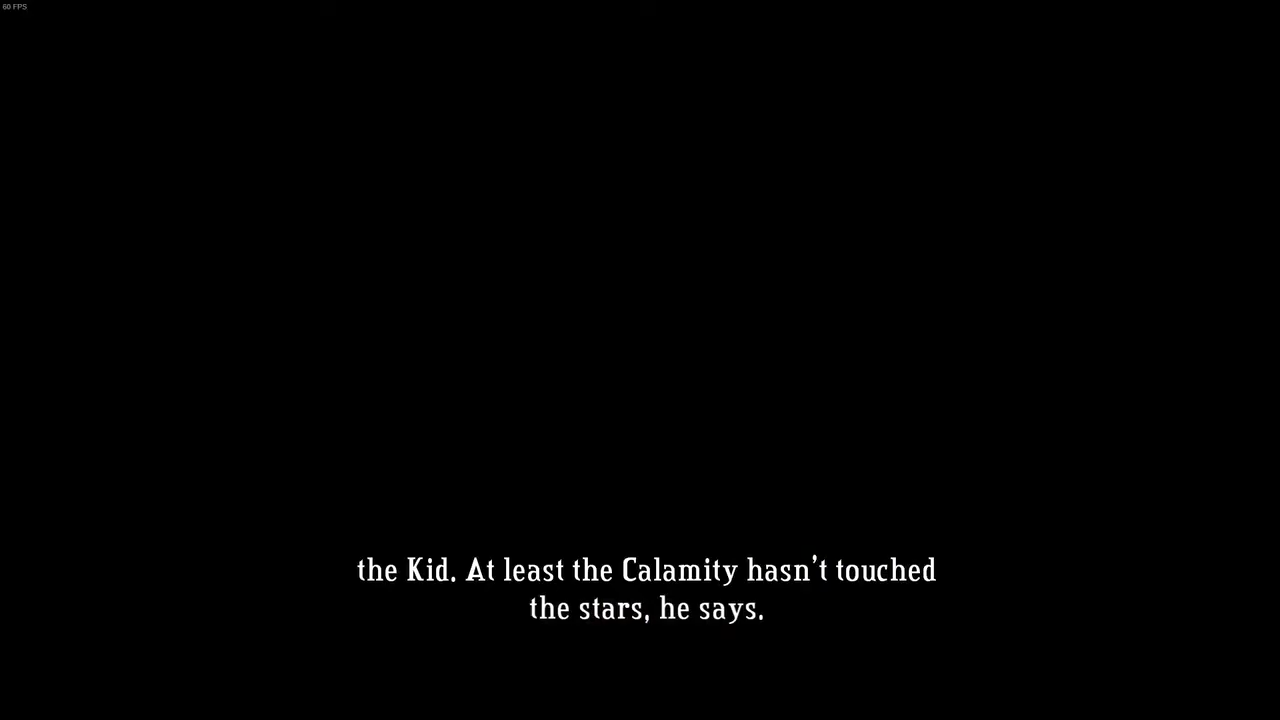 60 FPS
the Kid. At least the Calamity hasn't touched
the stars, he says.